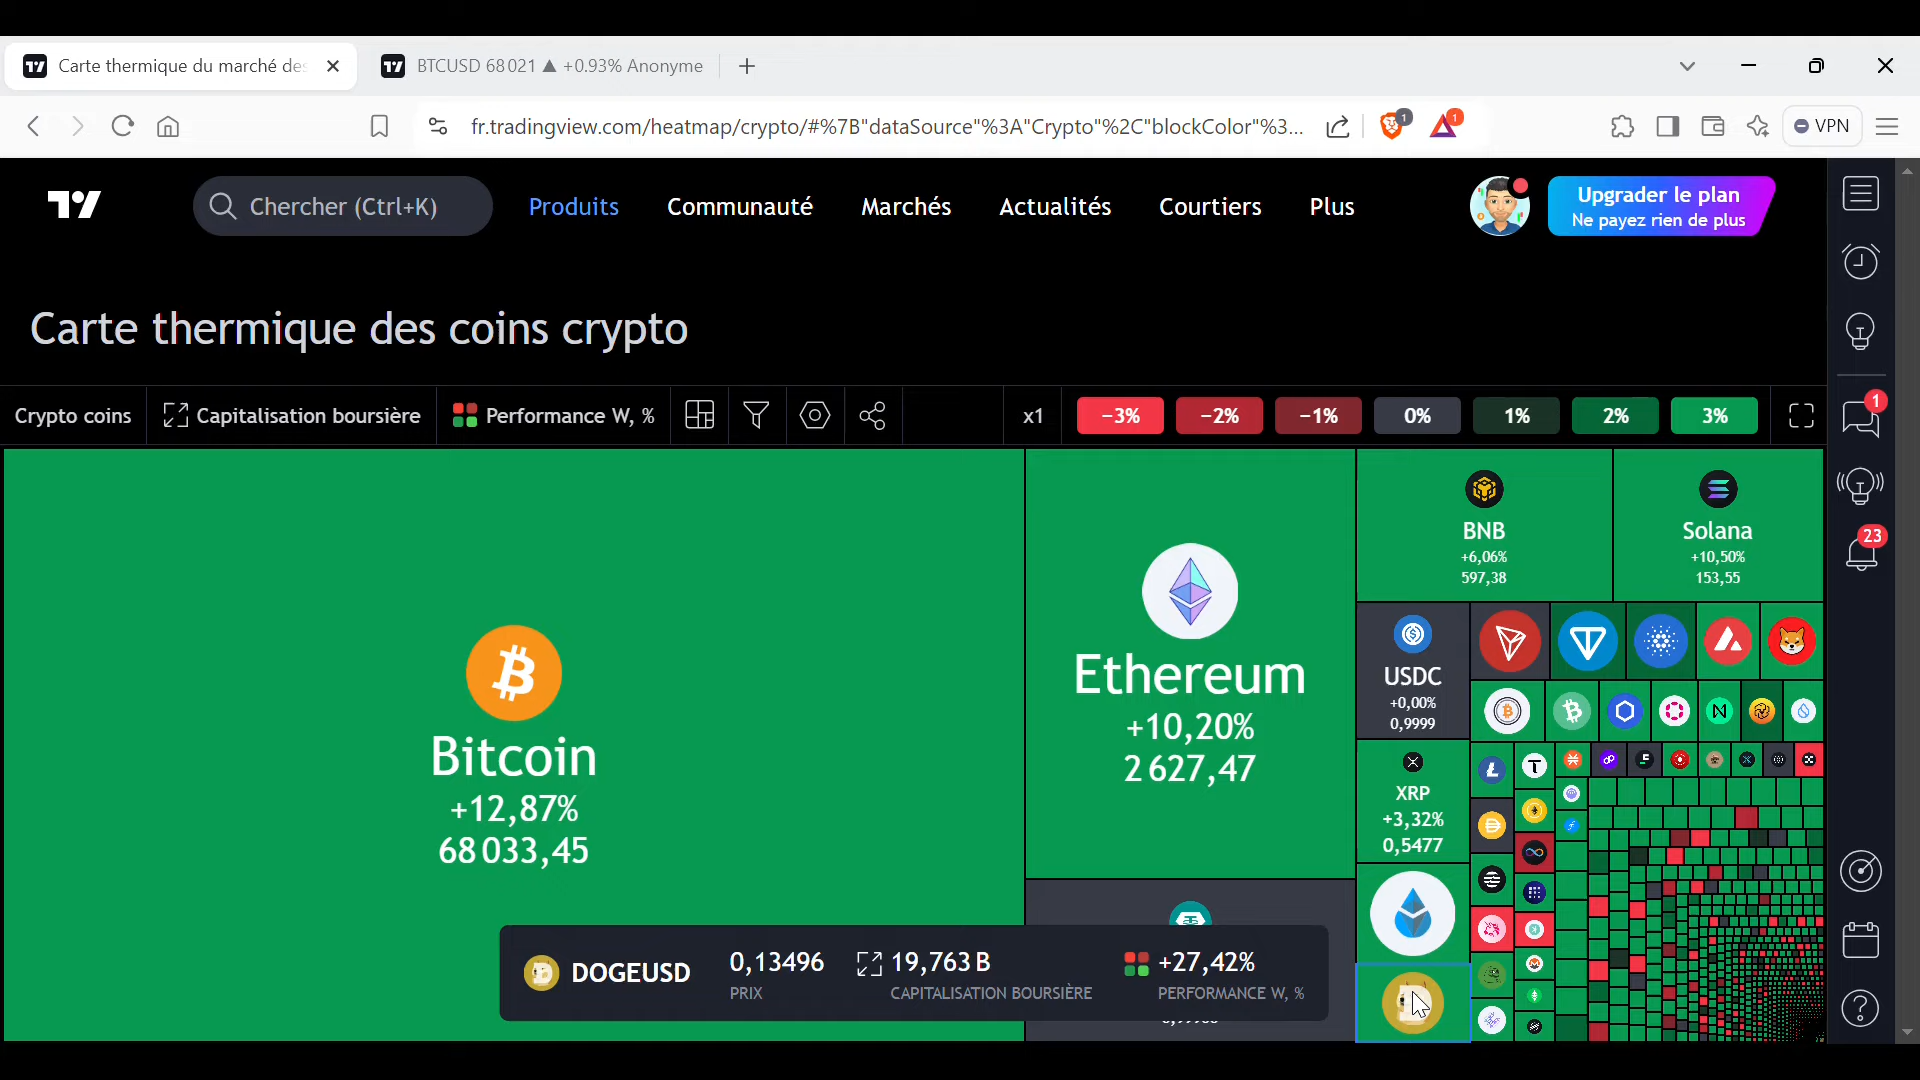 Carte thermique du marché des
BTCUSD 68 021 ▲ +0.93% Anonyme
fr.tradingview.com/heatmap/crypto/#%7B"dataSource"%3A"Crypto"%2C"blockColor"%3...
1
1
VPN
Chercher (Ctrl+K)
Produits
Communauté
Marchés
Actualités
Courtiers
Plus
Upgrader le plan
Ne payez rien de plus
Carte thermique des coins crypto
Crypto coins
Capitalisation boursière
Performance W, %
x1
−3%
−2%
−1%
0%
1%
2%
3%
1
23
Bitcoin
+12,87%
68 033,45
Ethereum
+10,20%
2 627,47
BNB
+6,06%
597,38
Solana
+10,50%
153,55
USDC
+0,00%
0,9999
XRP
+3,32%
0,5477
DOGEUSD
0,13496
PRIX
19,763 B
CAPITALISATION BOURSIÈRE
+27,42%
PERFORMANCE W, %